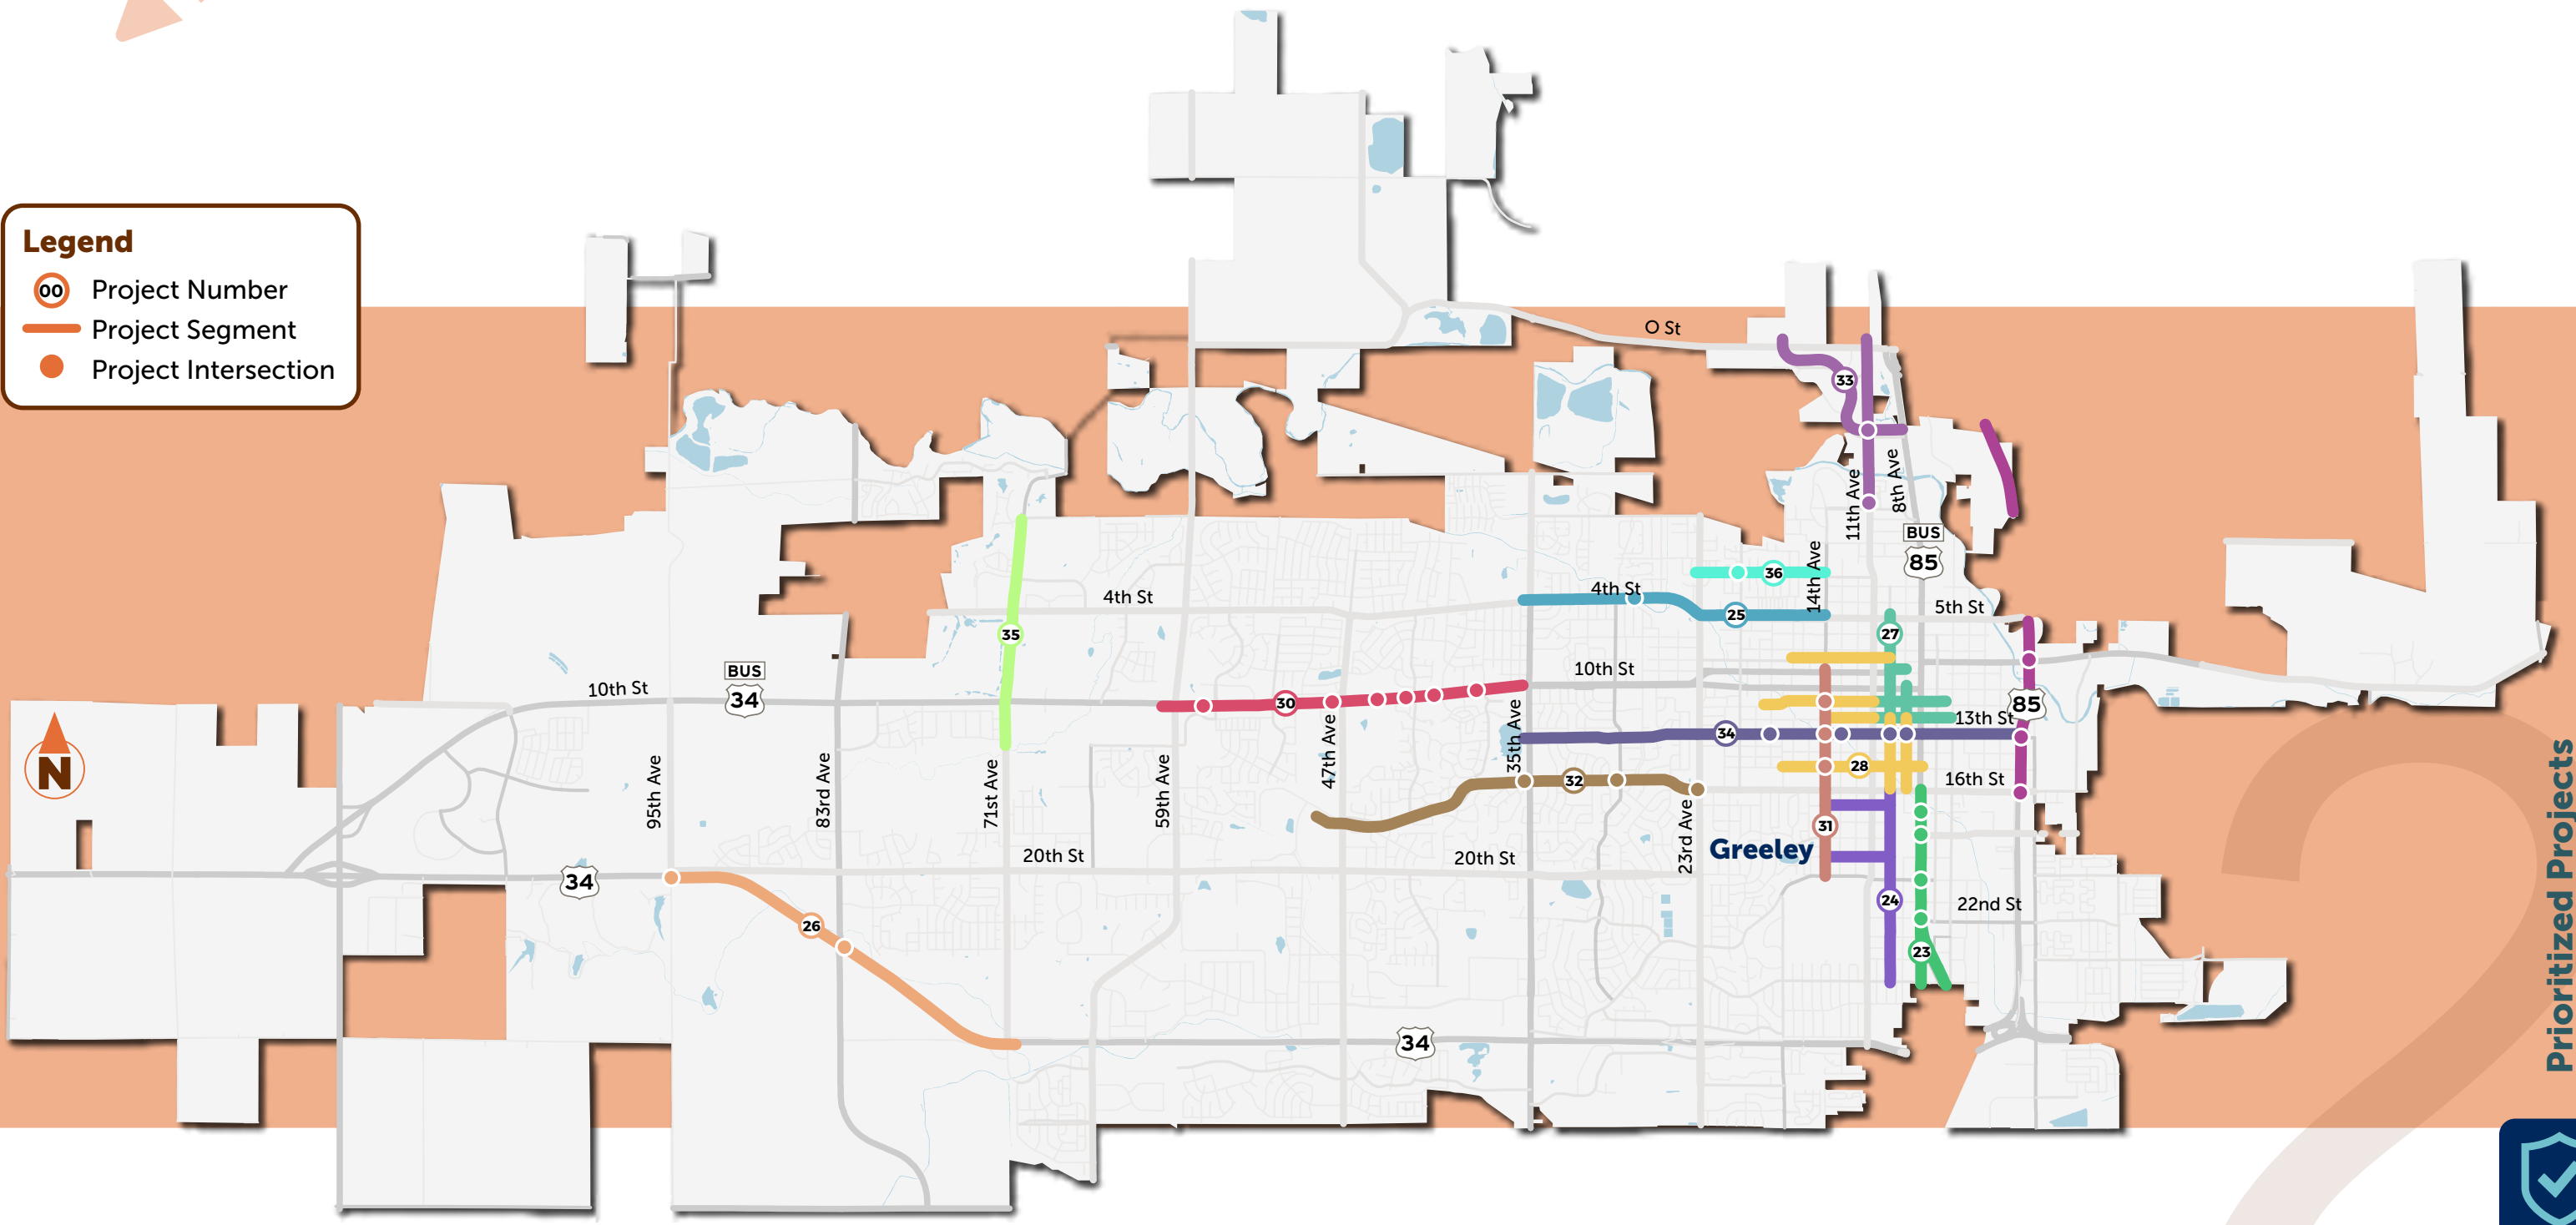 Legend
00 Project Number
Project Segment
Project Intersection
N
O St
33
11th Ave
8th Ave
BUS
85
36
14th Ave
4th St
4th St
25
5th St
27
35
BUS
34
10th St
10th St
30
47th Ave
35th Ave
85
13th St
34
28
16th St
32
95th Ave
83rd Ave
71st Ave
59th Ave
23rd Ave
31
Greeley
20th St
20th St
34
24
22nd St
26
23
34
Prioritized Projects
2